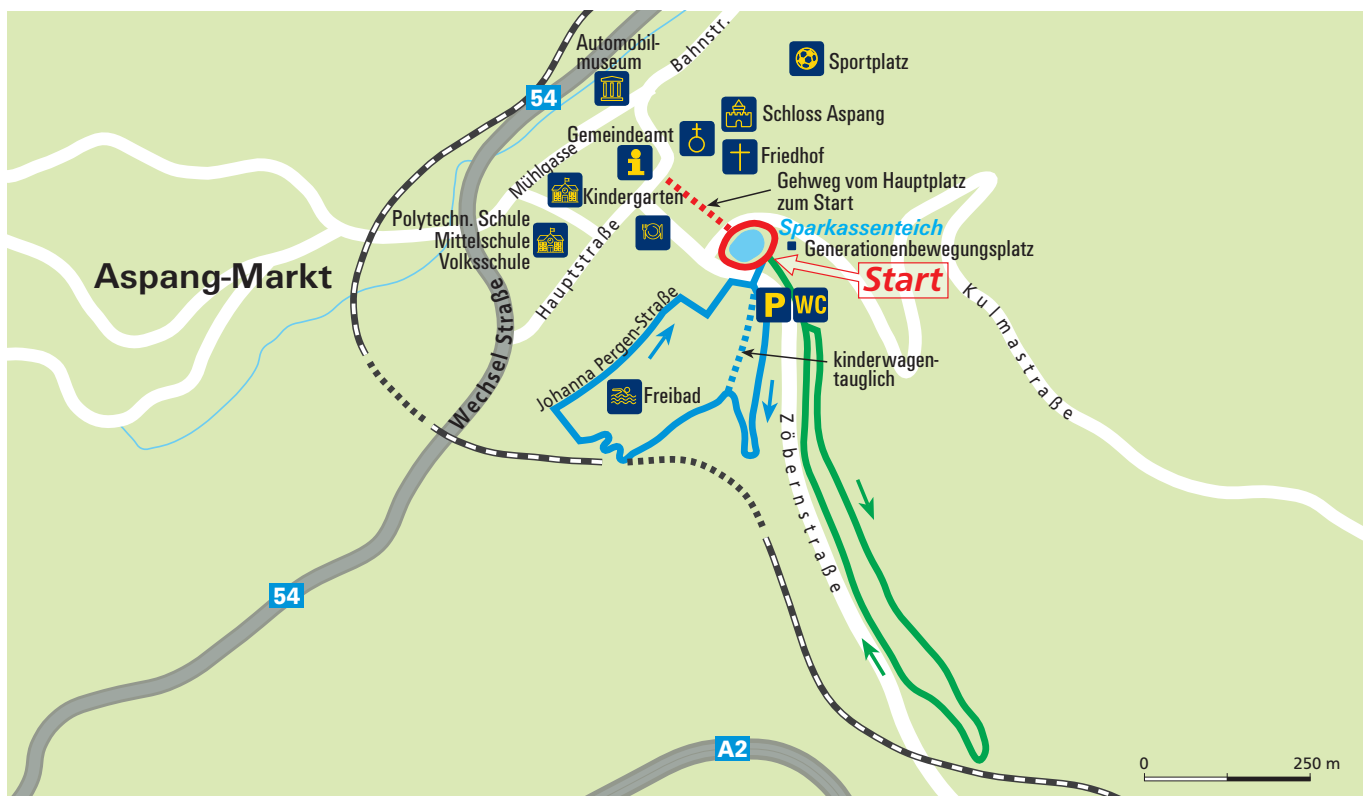 Automobil-
museum
Bahnstr.
Sportplatz
54
Schloss Aspang
Gemeindeamt
Friedhof
Mühlgasse
Gehweg vom Hauptplatz
zum Start
Kindergarten
Polytechn. Schule
Mittelschule
Volksschule
Sparkassenteich
Generationenbewegungsplatz
Aspang-Markt
Hauptstraße
Start
Kulmastraße
P
WC
Johanna Pergen-Straße
Wechsel Straße
kinderwagen-
tauglich
Freibad
Zöbernstraße
54
A2
0
250 m